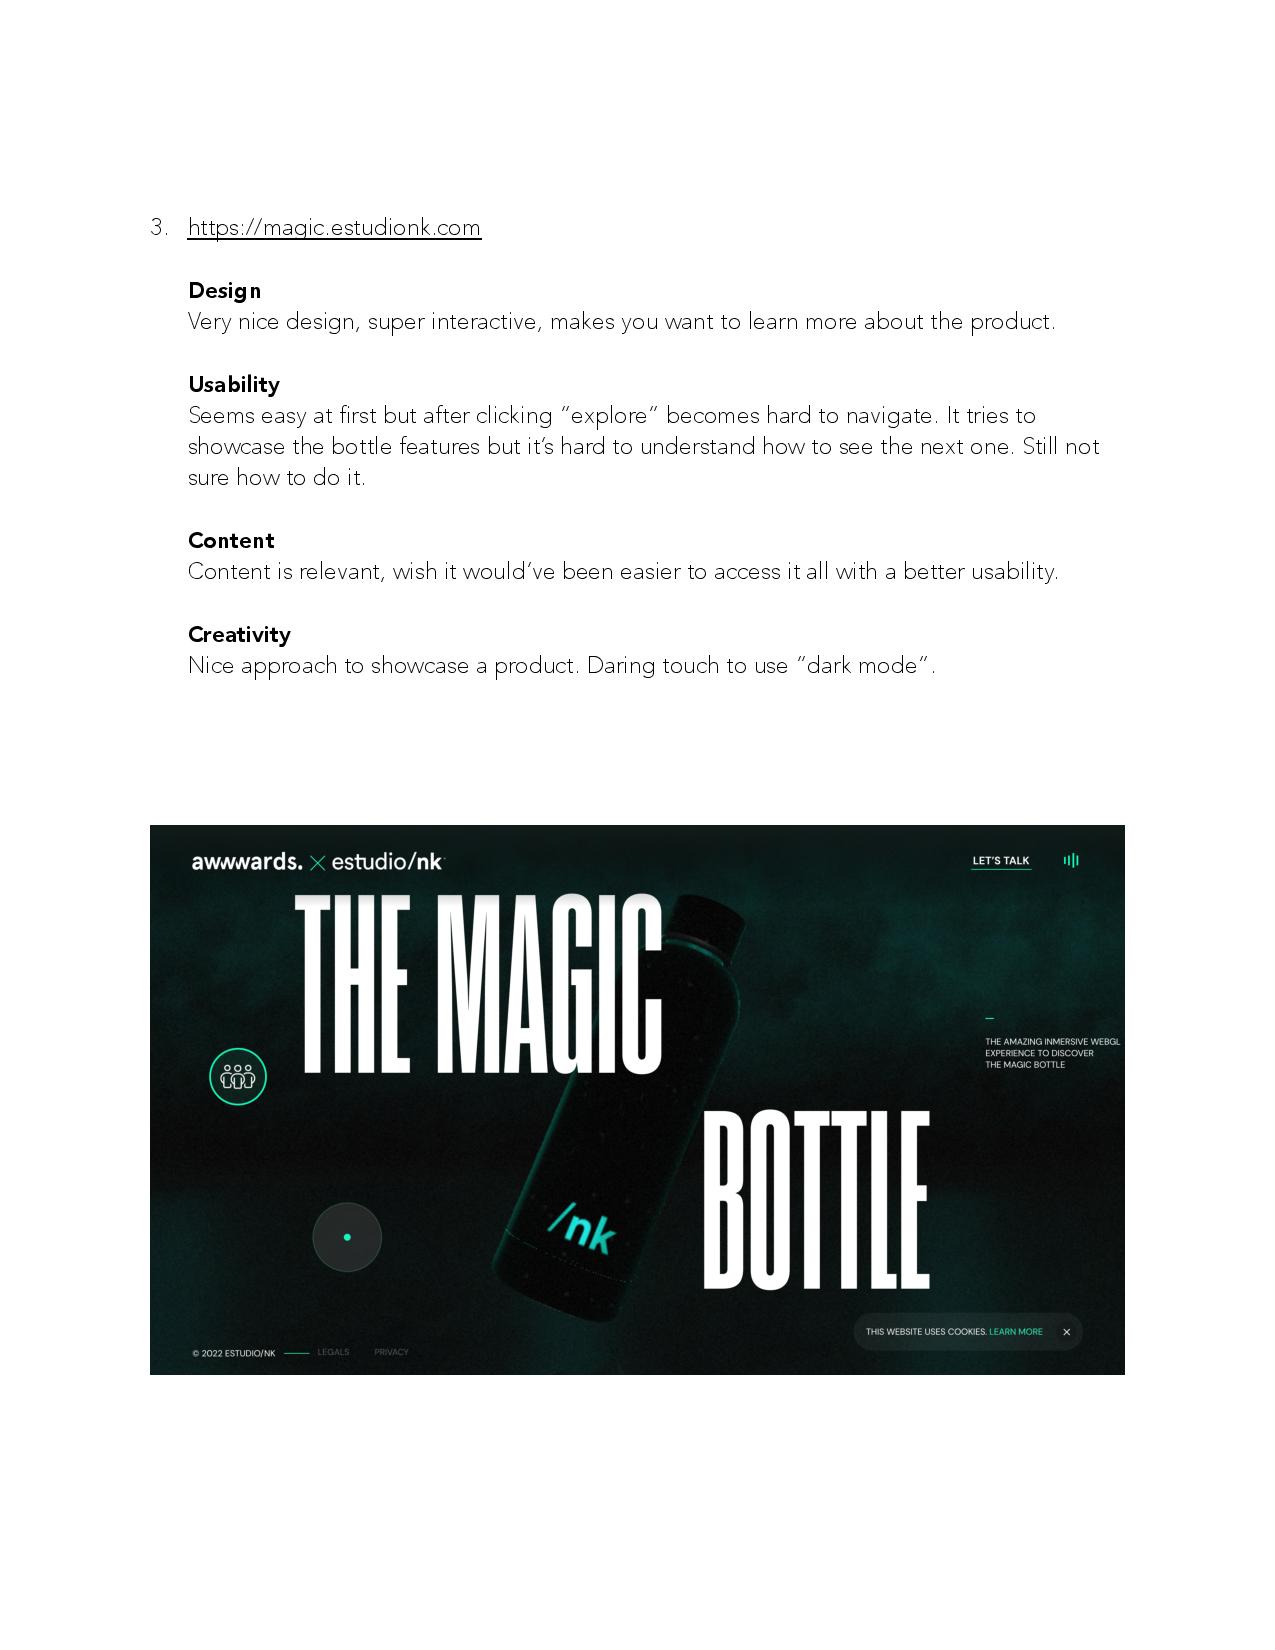 3. https://magic.estudionk.com
Design
Very nice design, super interactive, makes you want to learn more about the product.
Usability
Seems easy at first but after clicking “explore” becomes hard to navigate. It tries to
showcase the bottle features but it’s hard to understand how to see the next one. Still not
sure how to do it.
Content
Content is relevant, wish it would’ve been easier to access it all with a better usability.
Creativity
Nice approach to showcase a product. Daring touch to use “dark mode”.
awwwards. × estudio/nk
LET'S TALK
THE MAGIC
THE AMAZING INMERSIVE WEBGL
EXPERIENCE TO DISCOVER
THE MAGIC BOTTLE
BOTTLE
/nk
THIS WEBSITE USES COOKIES. LEARN MORE ×
© 2022 ESTUDIO/NK LEGALS PRIVACY